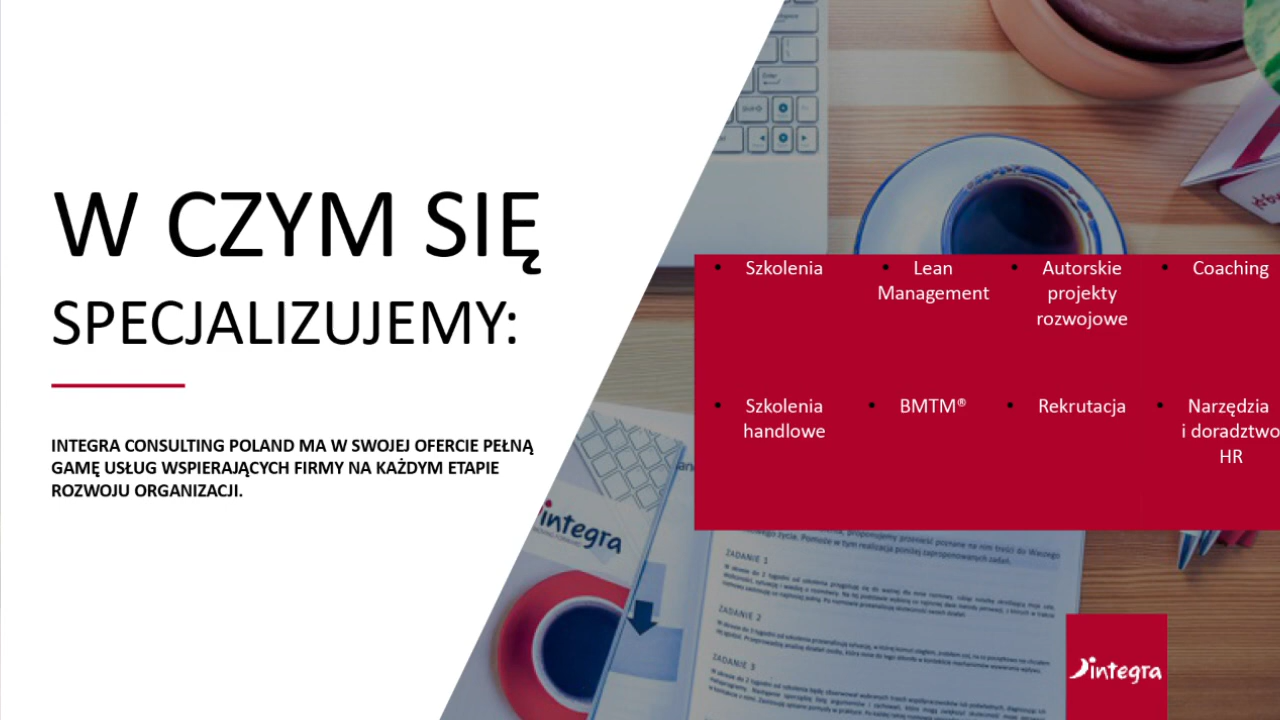 W CZYM SIĘ
SPECJALIZUJEMY:
INTEGRA CONSULTING POLAND MA W SWOJEJ OFERCIE PEŁNĄ
GAMĘ USŁUG WSPIERAJĄCYCH FIRMY NA KAŻDYM ETAPIE
ROZWOJU ORGANIZACJI.
• Szkolenia
• Lean
Management
• Autorskie
projekty
rozwojowe
• Coaching
• Szkolenia
handlowe
• BMTM®
• Rekrutacja
• Narzędzia
i doradztwo
HR
integra
ZADANIE 1
ZADANIE 2
ZADANIE 3
integra